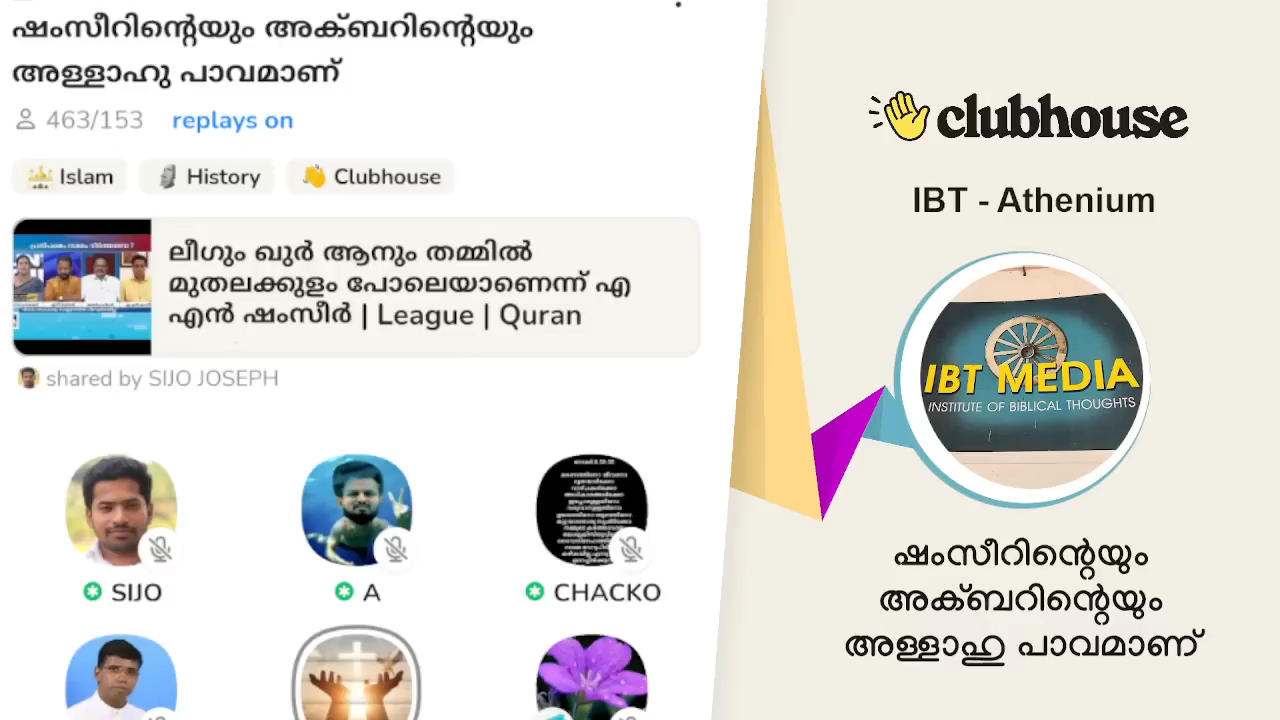 ഷംസീറിന്റെയും അക്ബറിന്റെയും
അള്ളാഹു പാവമാണ്
463/153 replays on
Islam History Clubhouse
ലീഗും ഖുർ ആനും തമ്മിൽ
മുതലക്കുളം പോലെയാണെന്ന് എ
എൻ ഷംസീർ | League | Quran
shared by SIJO JOSEPH
SIJO A CHACKO
clubhouse
IBT - Athenium
IBT MEDIA
INSTITUTE OF BIBLICAL THOUGHTS
ഷംസീറിന്റെയും
അക്ബറിന്റെയും
അള്ളാഹു പാവമാണ്